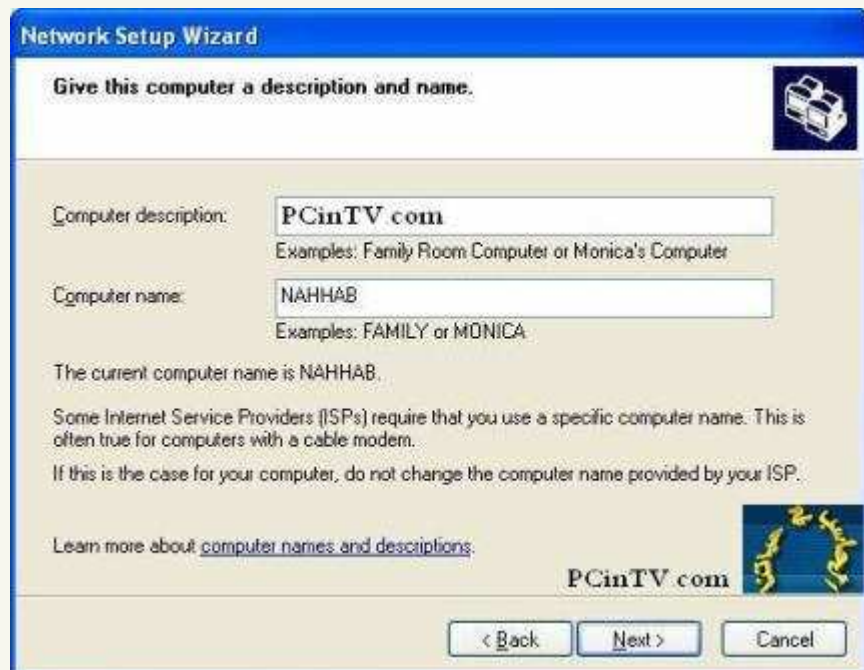 Network Setup Wizard
Give this computer a description and name.
Computer description:
PCinTV com
Examples: Family Room Computer or Monica's Computer
Computer name:
NAHHAB
Examples: FAMILY or MONICA
The current computer name is NAHHAB.
Some Internet Service Providers (ISPs) require that you use a specific computer name. This is
often true for computers with a cable modem.
If this is the case for your computer, do not change the computer name provided by your ISP.
Learn more about computer names and descriptions.
PCinTV com
< Back
Next >
Cancel